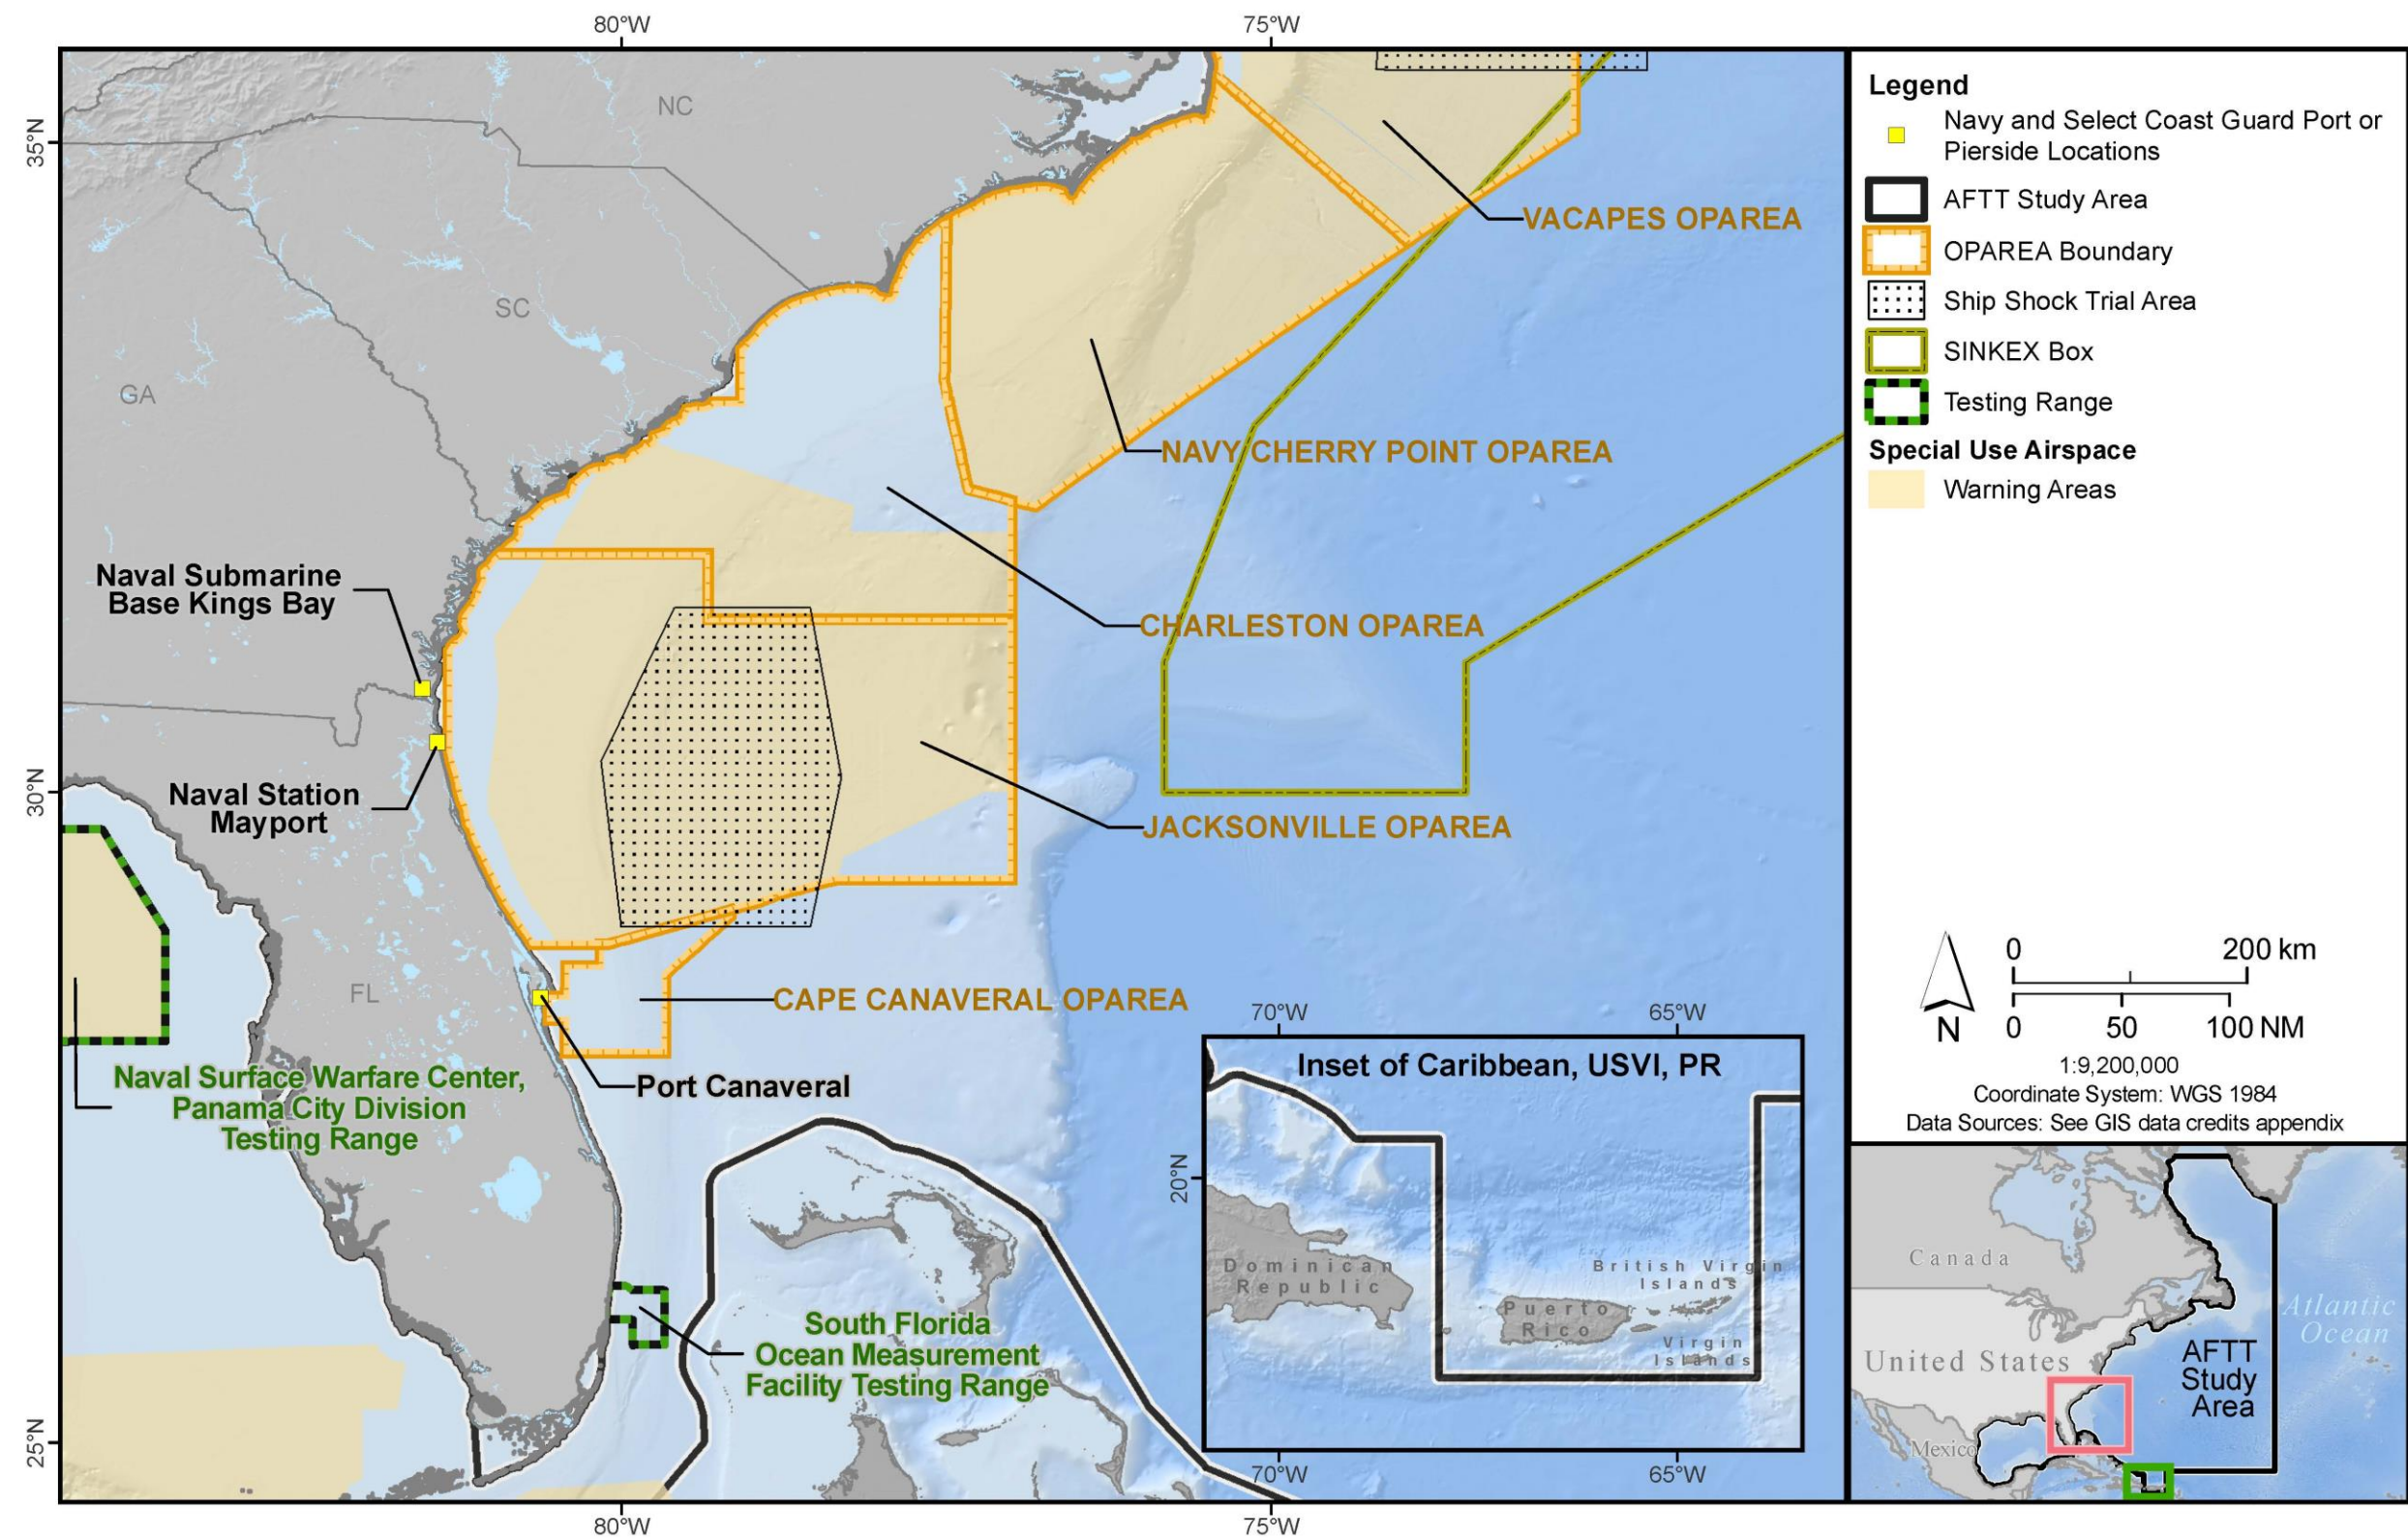 80°W
75°W
35°N
30°N
25°N
NC
SC
GA
FL
VACAPES OPAREA
NAVY CHERRY POINT OPAREA
CHARLESTON OPAREA
Naval Submarine
Base Kings Bay
Naval Station
Mayport
JACKSONVILLE OPAREA
CAPE CANAVERAL OPAREA
Port Canaveral
Naval Surface Warfare Center,
Panama City Division
Testing Range
South Florida
Ocean Measurement
Facility Testing Range
80°W
75°W
70°W
65°W
Inset of Caribbean, USVI, PR
20°N
Dominican
Republic
Puerto
Rico
British Virgin
Islands
Virgin
Islands
70°W
65°W
Legend
Navy and Select Coast Guard Port or
Pierside Locations
AFTT Study Area
OPAREA Boundary
Ship Shock Trial Area
SINKEX Box
Testing Range
Special Use Airspace
Warning Areas
N
0 200 km
0 50 100 NM
1:9,200,000
Coordinate System: WGS 1984
Data Sources: See GIS data credits appendix
Canada
United States
Mexico
Atlantic
Ocean
AFTT
Study
Area